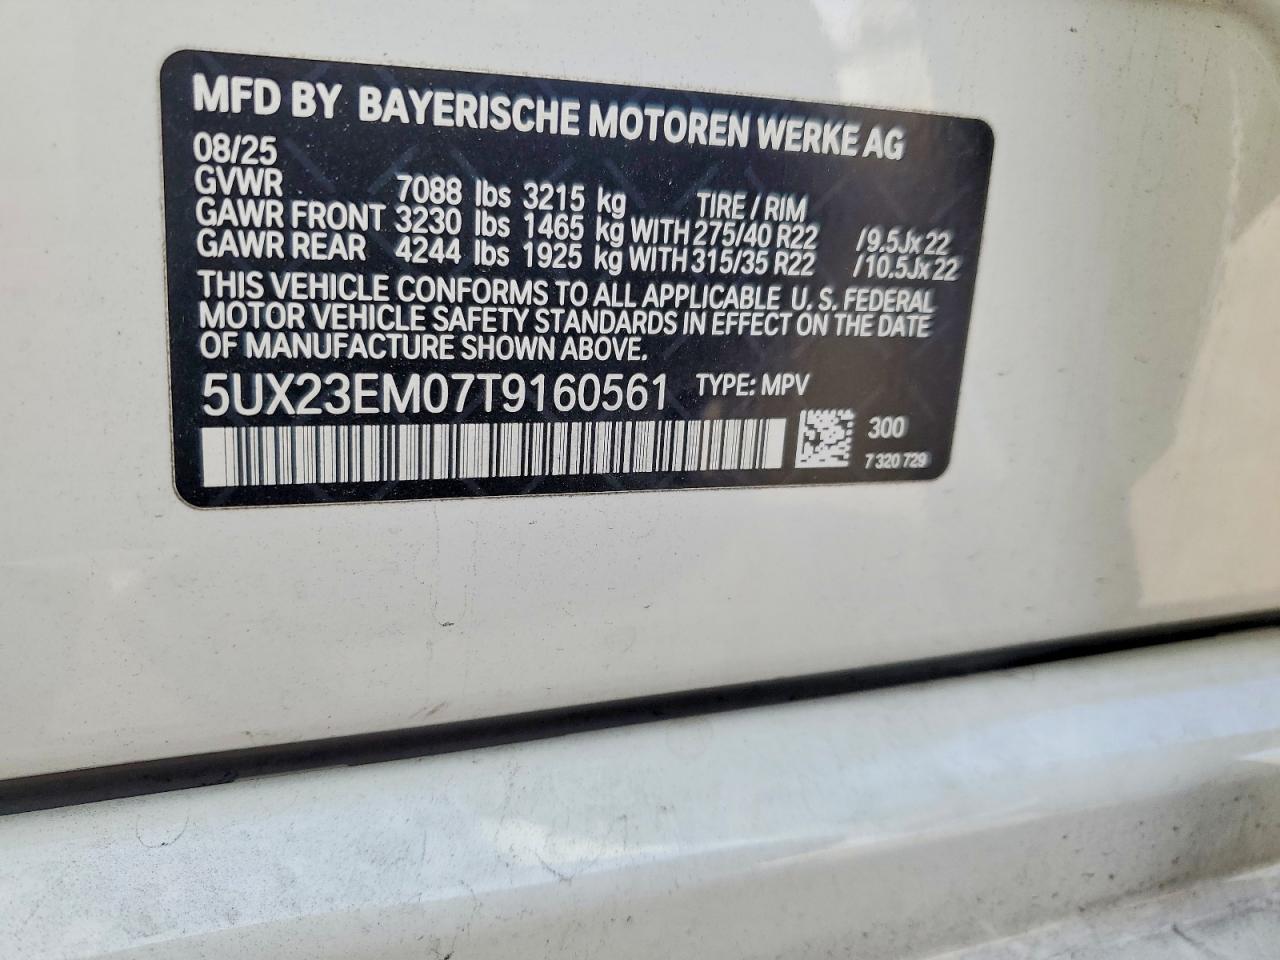 MFD BY BAYERISCHE MOTOREN WERKE AG
08/25
GVWR 7088 lbs 3215 kg TIRE / RIM
GAWR FRONT 3230 lbs 1465 kg WITH 275/40 R22 /9.5Jx22
GAWR REAR 4244 lbs 1925 kg WITH 315/35 R22 /10.5Jx22
THIS VEHICLE CONFORMS TO ALL APPLICABLE U. S. FEDERAL
MOTOR VEHICLE SAFETY STANDARDS IN EFFECT ON THE DATE
OF MANUFACTURE SHOWN ABOVE.
5UX23EM07T9160561 TYPE: MPV
300
7 320 729